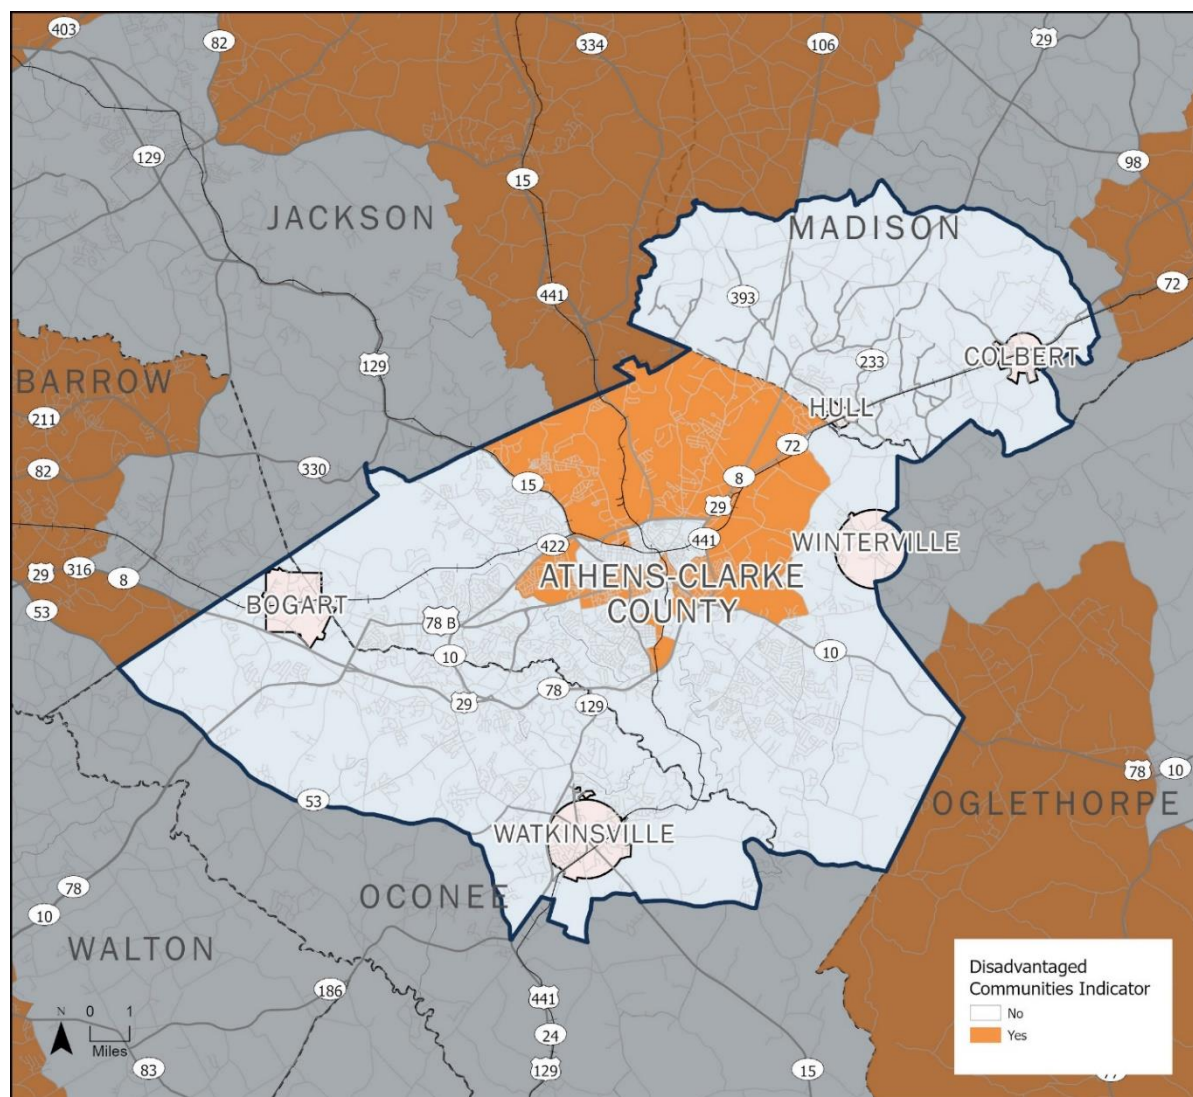 403
82
334
106
29
129
98
15
JACKSON
MADISON
441
393
72
129
233
COLBERT
BARROW
HULL
211
72
82
330
8
15
29
422
441
WINTERVILLE
29
316
8
ATHENS-CLARKE
COUNTY
53
BOGART
78 B
10
10
29
78
129
78
10
53
OGLETHORPE
WATKINSVILLE
78
OCONEE
10
WALTON
186
441
24
129
83
15
N
0 1
Miles
Disadvantaged
Communities Indicator
No
Yes